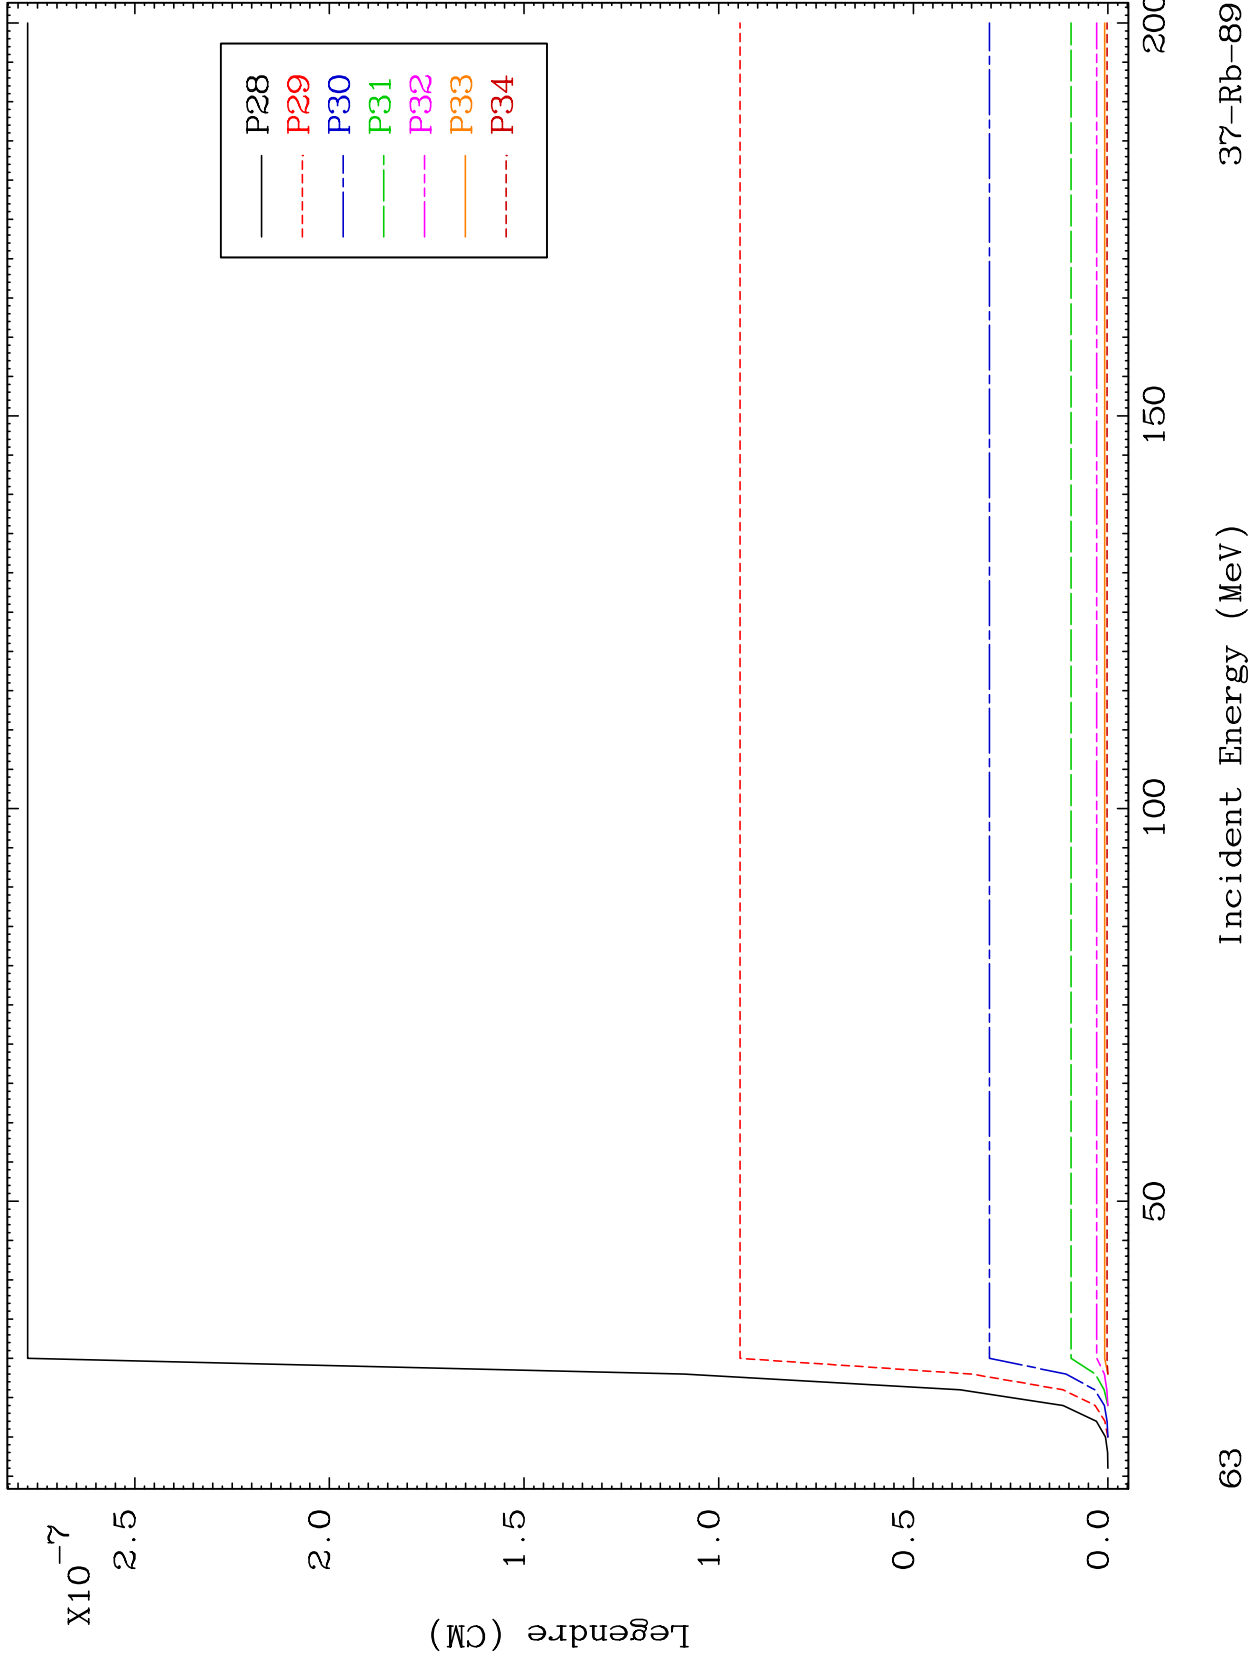 X10-7
2.5
2.0
1.5
1.0
0.5
0.0
Legendre (CM)
P28
P29
P30
P31
P32
P33
P34
50
100
150
200
63
Incident Energy (MeV)
37-Rb-89